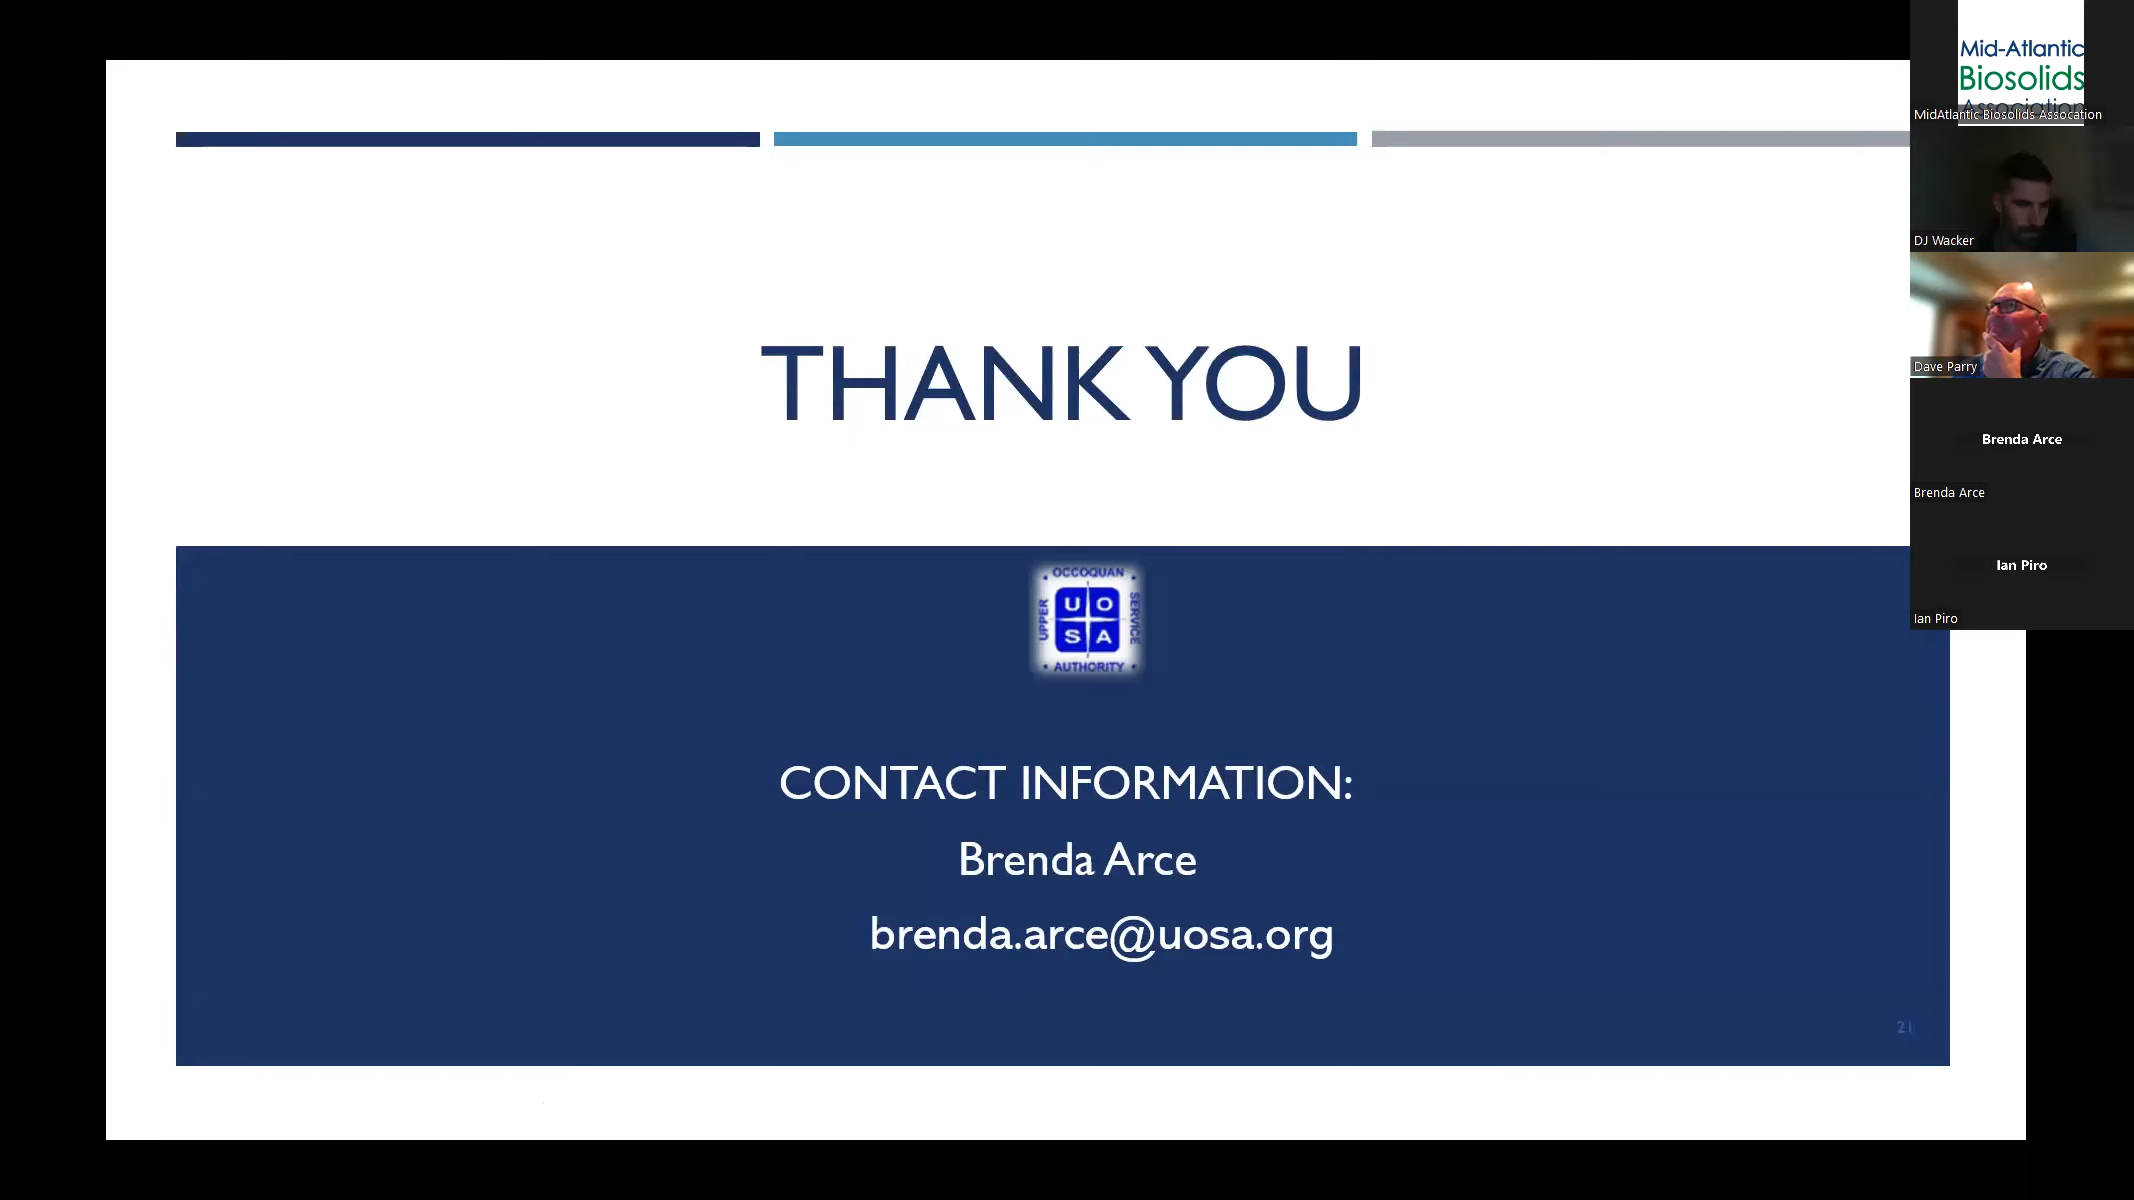 THANK YOU
OCCOQUAN
UPPER
U O
S A
SERVICE
AUTHORITY
CONTACT INFORMATION:
Brenda Arce
brenda.arce@uosa.org
21
Mid-Atlantic
Biosolids
Association
MidAtlantic Biosolids Assocation
DJ Wacker
Dave Parry
Brenda Arce
Brenda Arce
Ian Piro
Ian Piro